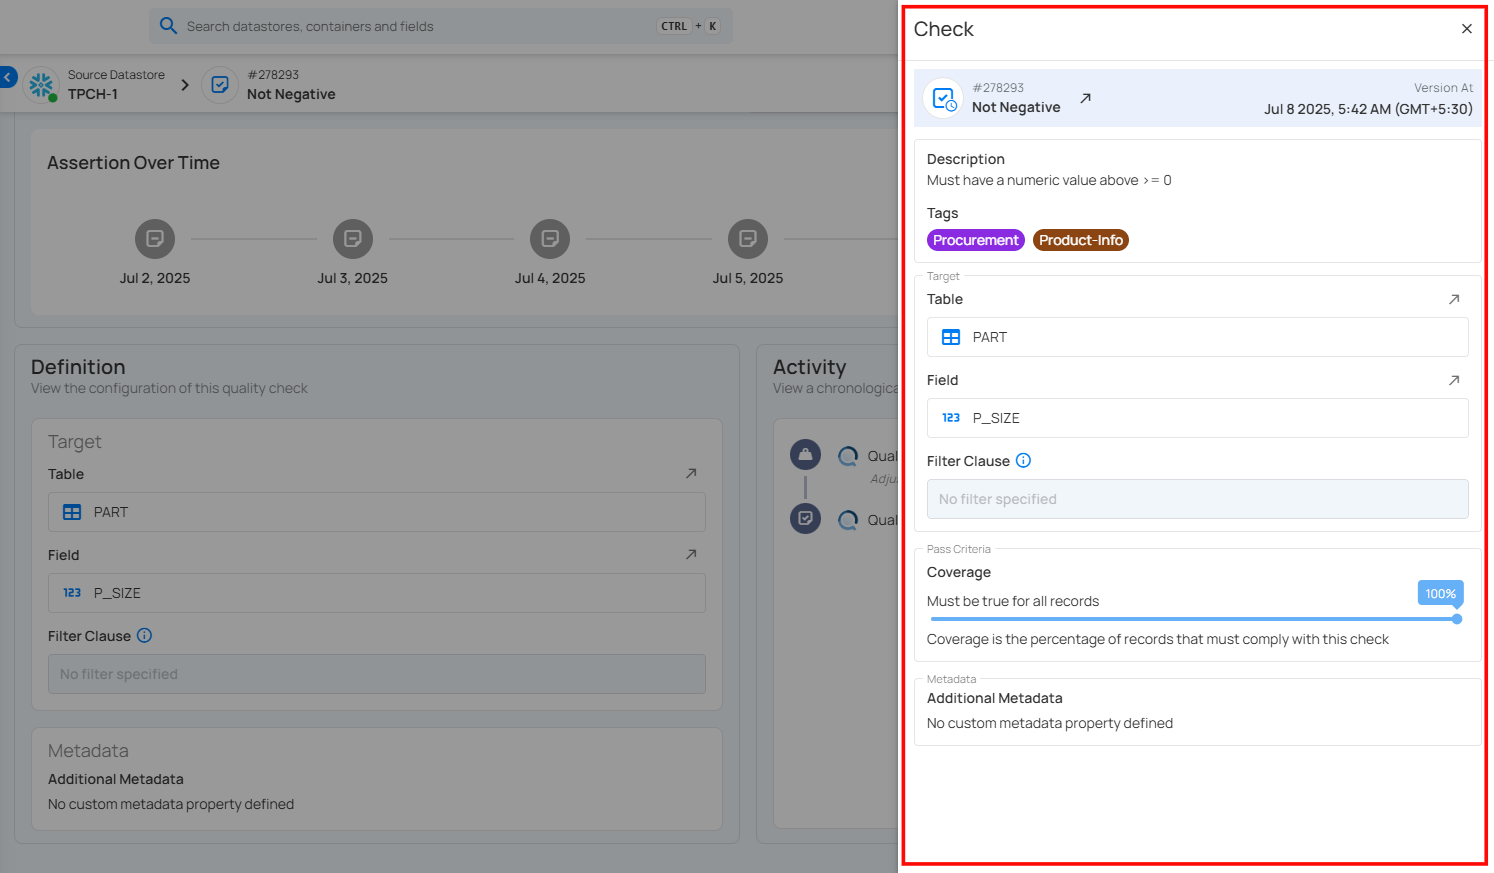 Search datastores, containers and fields
CTRL + K
Source Datastore
TPCH-1
#278293
Not Negative
Assertion Over Time
Jul 2, 2025
Jul 3, 2025
Jul 4, 2025
Jul 5, 2025
Definition
View the configuration of this quality check
Target
Table
PART
Field
123 P_SIZE
Filter Clause
No filter specified
Metadata
Additional Metadata
No custom metadata property defined
Activity
View a chronologica
Qual
Adju
Qual
Check
#278293
Not Negative
Version At
Jul 8 2025, 5:42 AM (GMT+5:30)
Description
Must have a numeric value above >= 0
Tags
Procurement
Product-Info
Target
Table
PART
Field
123 P_SIZE
Filter Clause
No filter specified
Pass Criteria
Coverage
Must be true for all records
100%
Coverage is the percentage of records that must comply with this check
Metadata
Additional Metadata
No custom metadata property defined